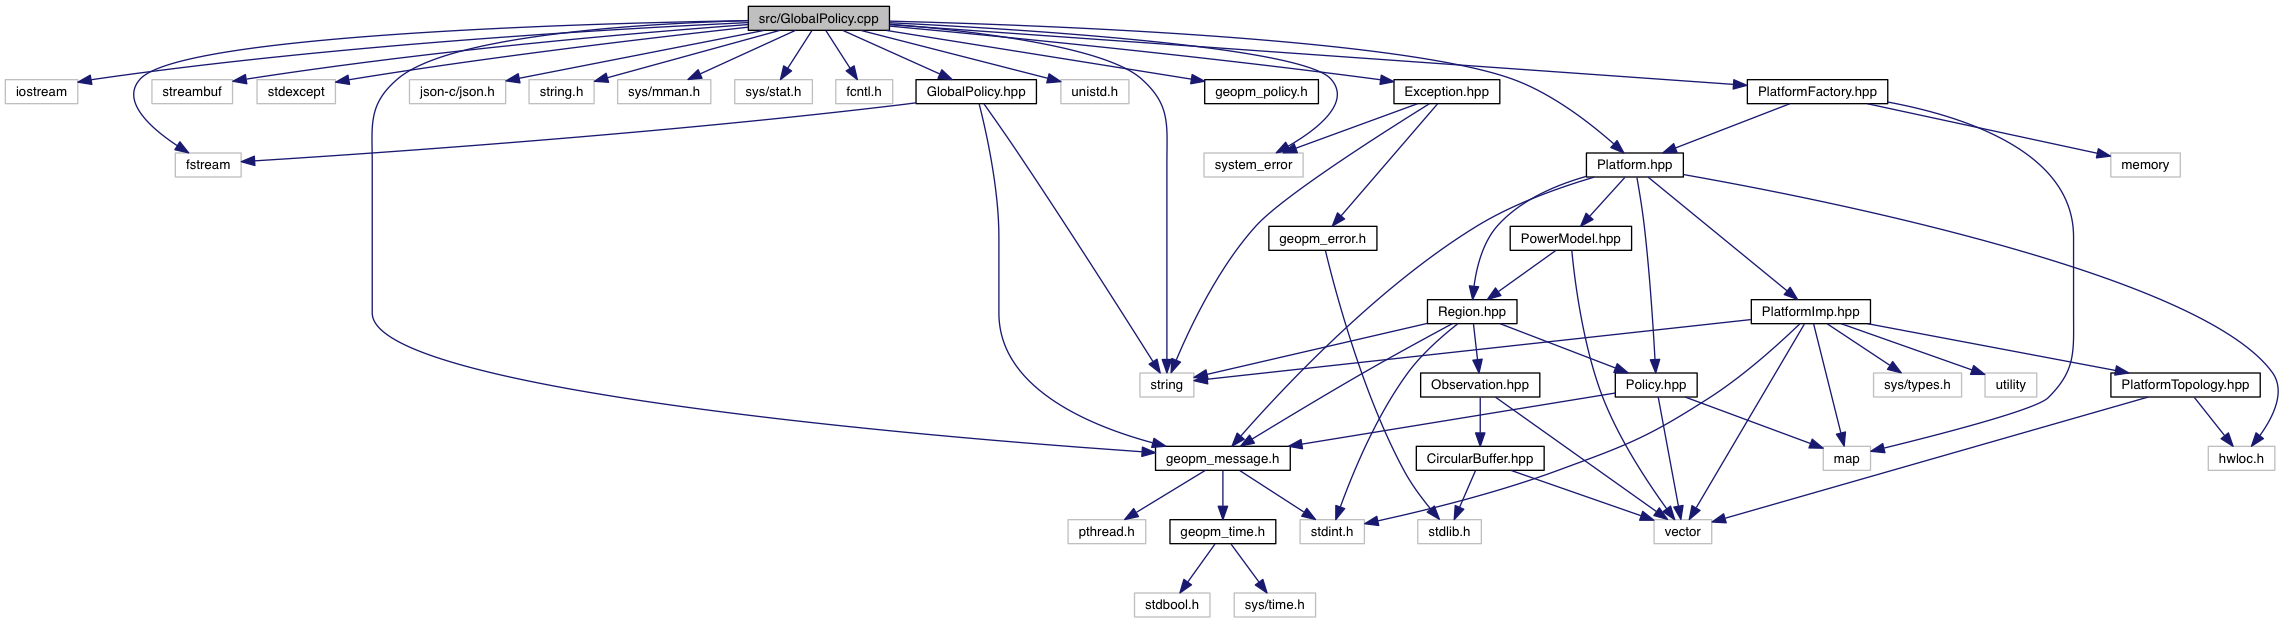 src/GlobalPolicy.cpp
iostream
streambuf
stdexcept
json-c/json.h
string.h
sys/mman.h
sys/stat.h
fcntl.h
GlobalPolicy.hpp
unistd.h
geopm_policy.h
Exception.hpp
PlatformFactory.hpp
fstream
system_error
Platform.hpp
memory
geopm_error.h
PowerModel.hpp
Region.hpp
PlatformImp.hpp
string
Observation.hpp
Policy.hpp
sys/types.h
utility
PlatformTopology.hpp
geopm_message.h
CircularBuffer.hpp
map
hwloc.h
pthread.h
geopm_time.h
stdint.h
stdlib.h
vector
stdbool.h
sys/time.h